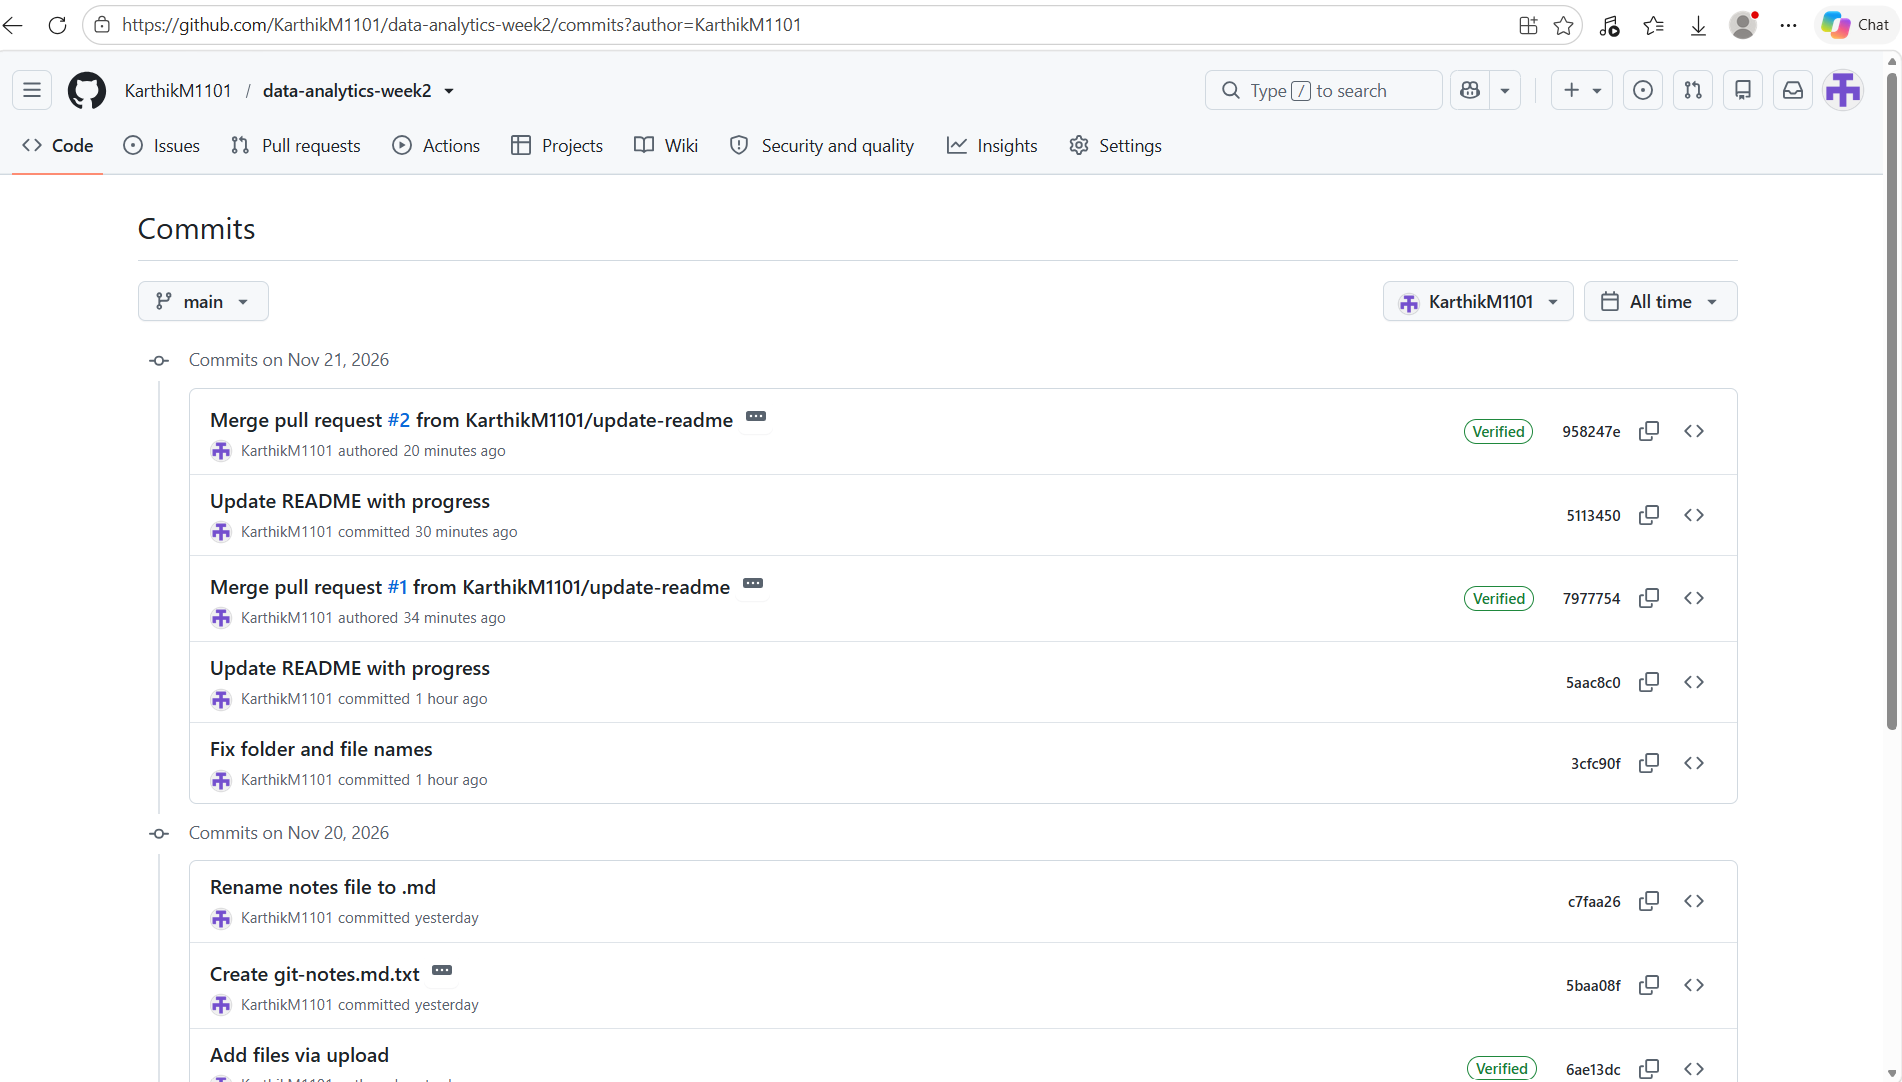 https://github.com/KarthikM1101/data-analytics-week2/commits?author=KarthikM1101
Chat
KarthikM1101 / data-analytics-week2
Type / to search
Code Issues Pull requests Actions Projects Wiki Security and quality Insights Settings
Commits
main
KarthikM1101 All time
Commits on Nov 21, 2026
Merge pull request #2 from KarthikM1101/update-readme
Verified 958247e
KarthikM1101 authored 20 minutes ago
Update README with progress
5113450
KarthikM1101 committed 30 minutes ago
Merge pull request #1 from KarthikM1101/update-readme
Verified 7977754
KarthikM1101 authored 34 minutes ago
Update README with progress
5aac8c0
KarthikM1101 committed 1 hour ago
Fix folder and file names
3cfc90f
KarthikM1101 committed 1 hour ago
Commits on Nov 20, 2026
Rename notes file to .md
c7faa26
KarthikM1101 committed yesterday
Create git-notes.md.txt
5baa08f
KarthikM1101 committed yesterday
Add files via upload
Verified 6ae13dc